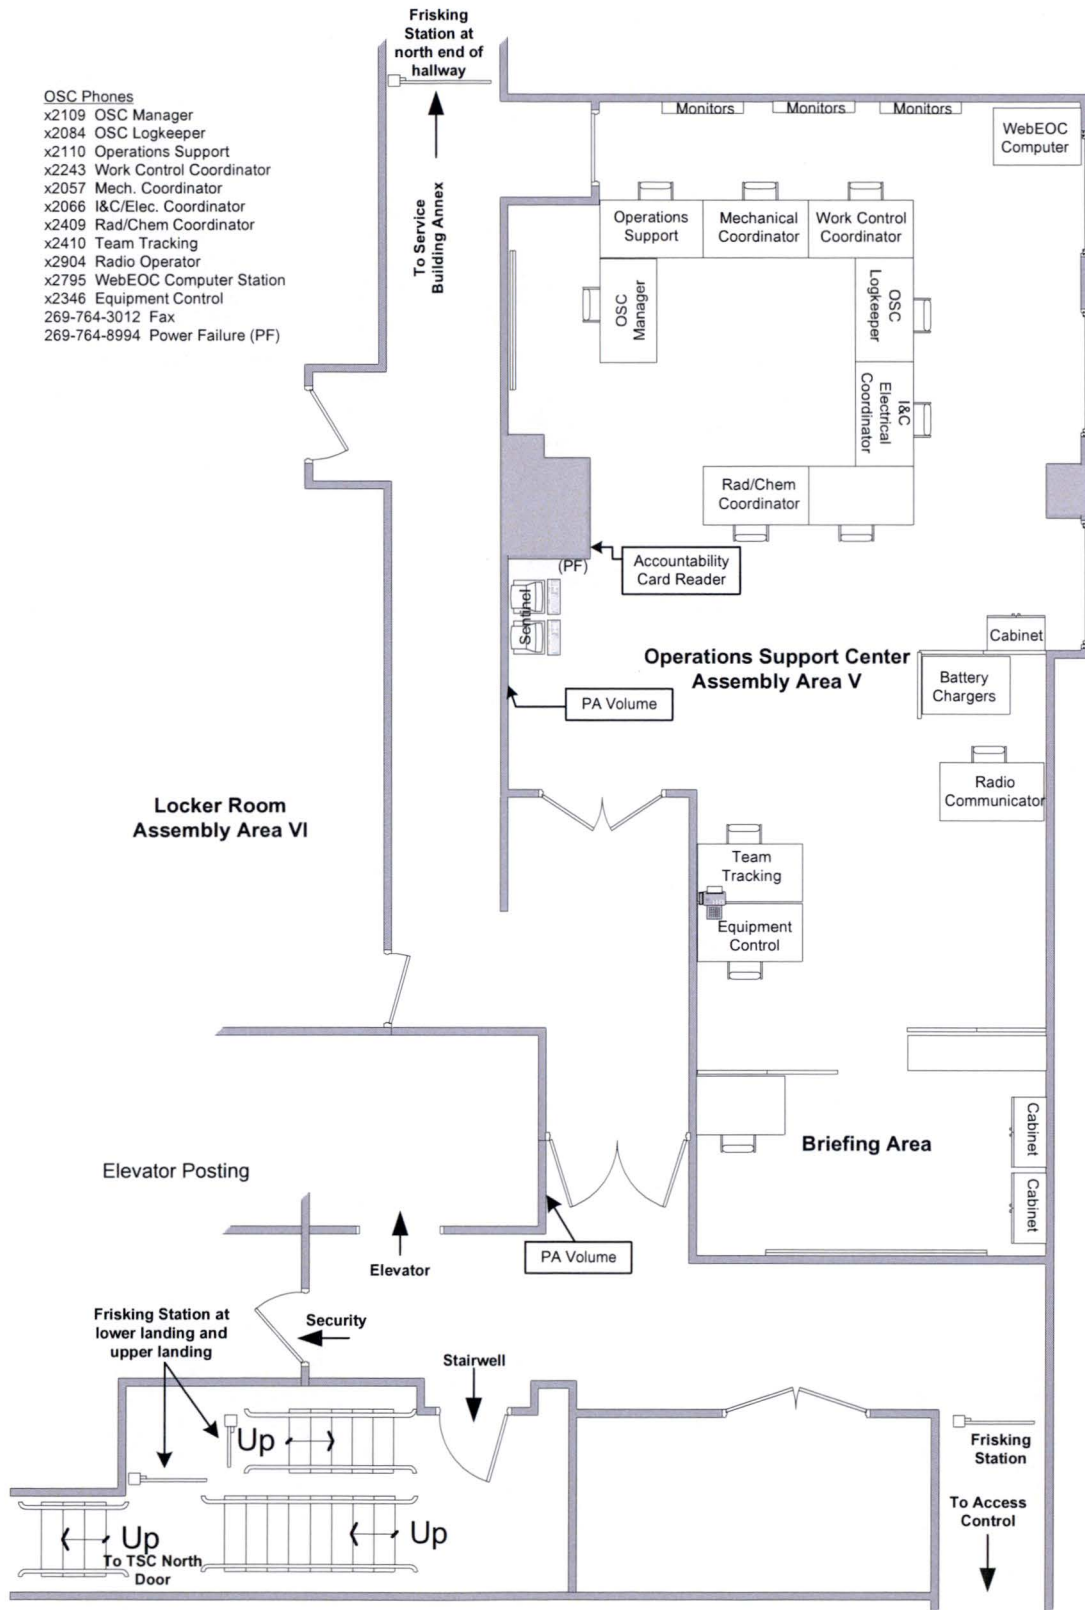 Frisking
Station at
north end of
hallway
OSC Phones
x2109 OSC Manager
x2084 OSC Logkeeper
x2110 Operations Support
x2243 Work Control Coordinator
x2057 Mech. Coordinator
x2066 I&C/Elec. Coordinator
x2409 Rad/Chem Coordinator
x2410 Team Tracking
x2904 Radio Operator
x2795 WebEOC Computer Station
x2346 Equipment Control
269-764-3012 Fax
269-764-8994 Power Failure (PF)
To Service
Building Annex
Monitors
Monitors
Monitors
WebEOC
Computer
Operations
Support
Mechanical
Coordinator
Work Control
Coordinator
OSC
Manager
OSC
Logkeeper
I&C
Electrical
Coordinator
Rad/Chem
Coordinator
(PF)
Accountability
Card Reader
Sentinel
Cabinet
Operations Support Center
Assembly Area V
Battery
Chargers
PA Volume
Radio
Communicator
Locker Room
Assembly Area VI
Team
Tracking
Equipment
Control
Briefing Area
Cabinet
Cabinet
Elevator Posting
PA Volume
Elevator
Frisking Station at
lower landing and
upper landing
Security
Stairwell
Up
Up
Up
To TSC North
Door
Frisking
Station
To Access
Control